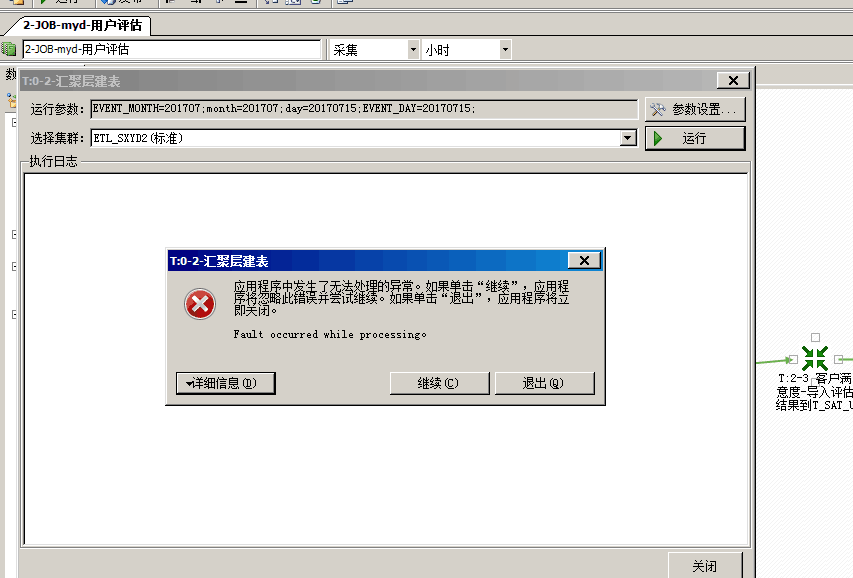 2-JOB-myd-用户评估
2-JOB-myd-用户评估 采集 小时
数
T:0-2-汇聚层建表
运行参数: EVENT_MONTH=201707;month=201707;day=20170715;EVENT_DAY=20170715; 参数设置...
选择集群: ETL_SXYD2(标准) 运行
执行日志
T:0-2-汇聚层建表
应用程序中发生了无法处理的异常。如果单击“继续”，应用程
序将忽略此错误并尝试继续。如果单击“退出”，应用程序将立
即关闭。
Fault occurred while processing。
详细信息(D) 继续(C) 退出(Q)
T:2-3 客户满
意度-导入评估
结果到T_SAT_U
关闭